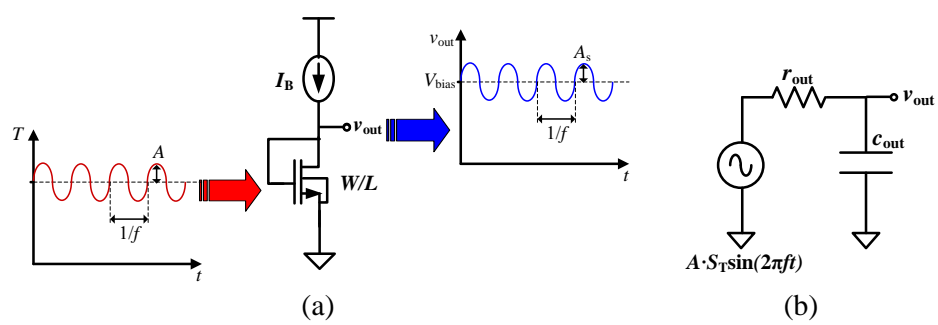 T
A
1/f
t
I_B
v_out
W/L
v_out
V_bias
A_s
1/f
t
(a)
r_out
v_out
c_out
A·S_T sin(2πft)
(b)